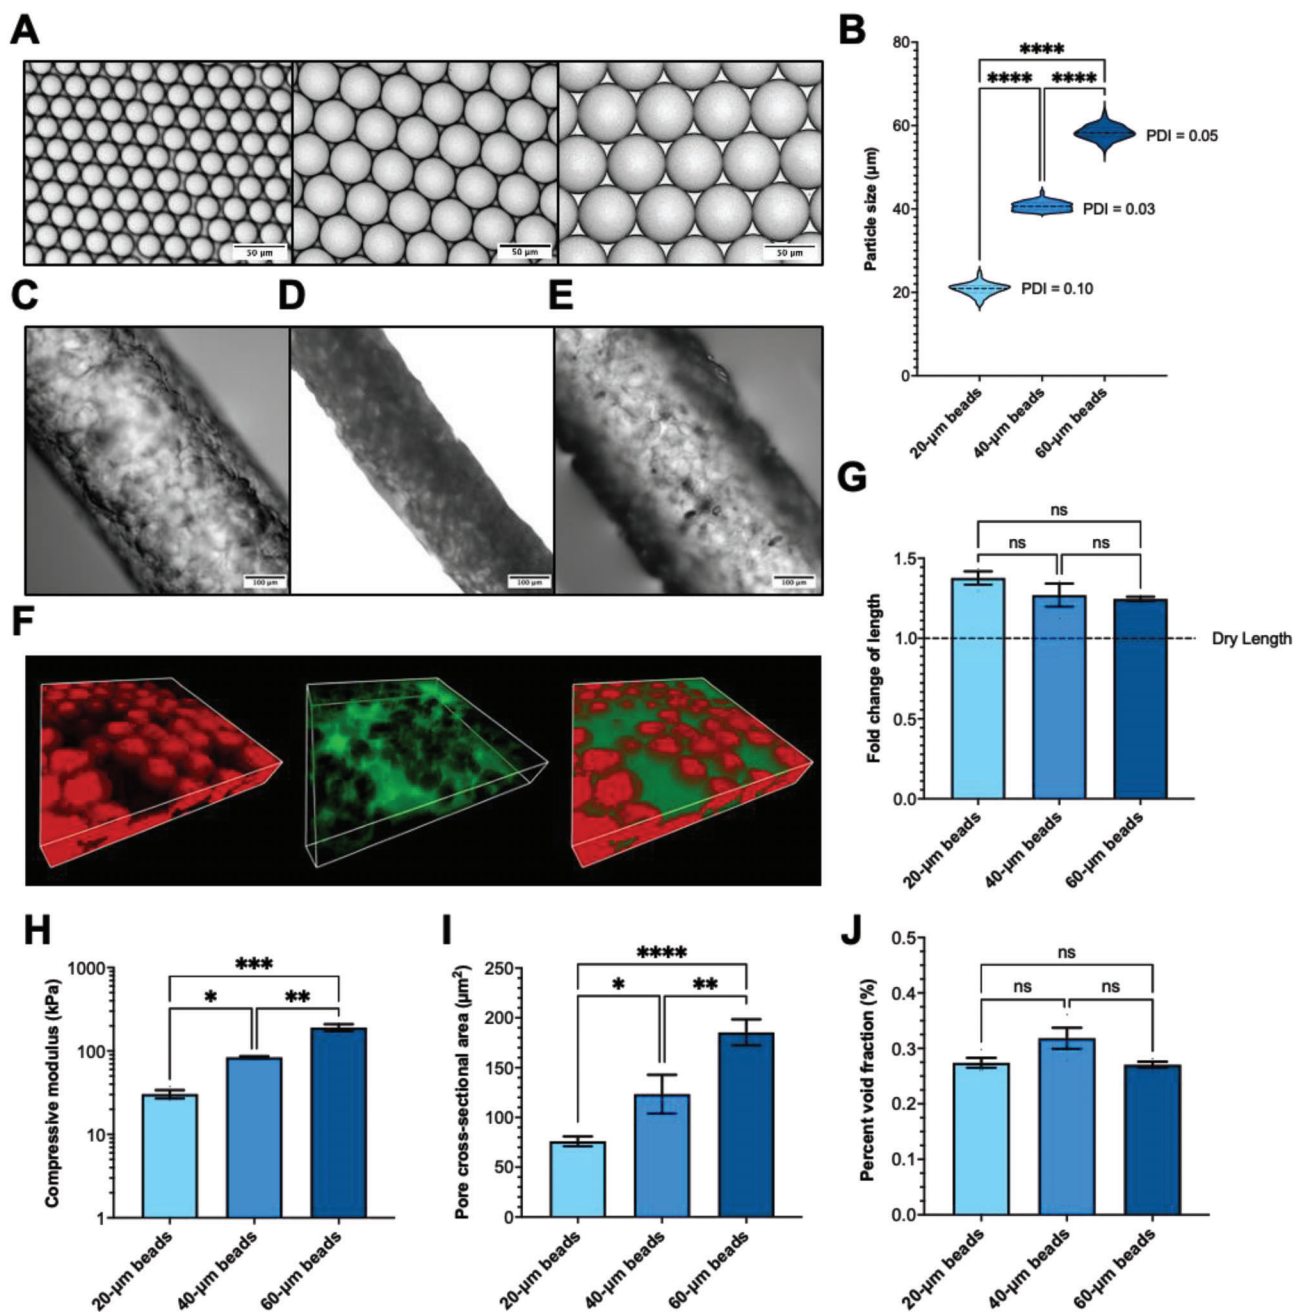 A
50 µm
50 µm
50 µm
B
Particle size (µm)
80
60
40
20
0
****
**** ****
PDI = 0.05
PDI = 0.03
PDI = 0.10
20-µm beads
40-µm beads
60-µm beads
C
D
E
100 µm
100 µm
100 µm
F
G
Fold change of length
1.5
1.0
0.5
0.0
ns
ns ns
Dry Length
20-µm beads
40-µm beads
60-µm beads
H
Compressive modulus (kPa)
1000
100
10
1
***
* **
20-µm beads
40-µm beads
60-µm beads
I
Pore cross-sectional area (µm²)
250
200
150
100
50
0
****
* **
20-µm beads
40-µm beads
60-µm beads
J
Percent void fraction (%)
0.5
0.4
0.3
0.2
0.1
0.0
ns
ns ns
20-µm beads
40-µm beads
60-µm beads